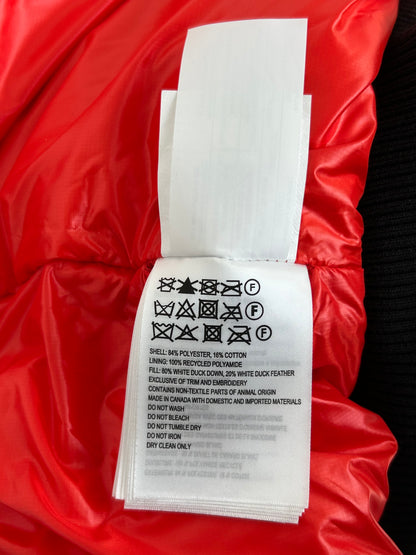 F
F
F
SHELL: 84% POLYESTER, 16% COTTON
LINING: 100% RECYCLED POLYAMIDE
FILL: 80% WHITE DUCK DOWN, 20% WHITE DUCK FEATHER
EXCLUSIVE OF TRIM AND EMBROIDERY
CONTAINS NON-TEXTILE PARTS OF ANIMAL ORIGIN
MADE IN CANADA WITH DOMESTIC AND IMPORTED MATERIALS
DO NOT WASH
DO NOT BLEACH
DO NOT TUMBLE DRY
DO NOT IRON
DRY CLEAN ONLY